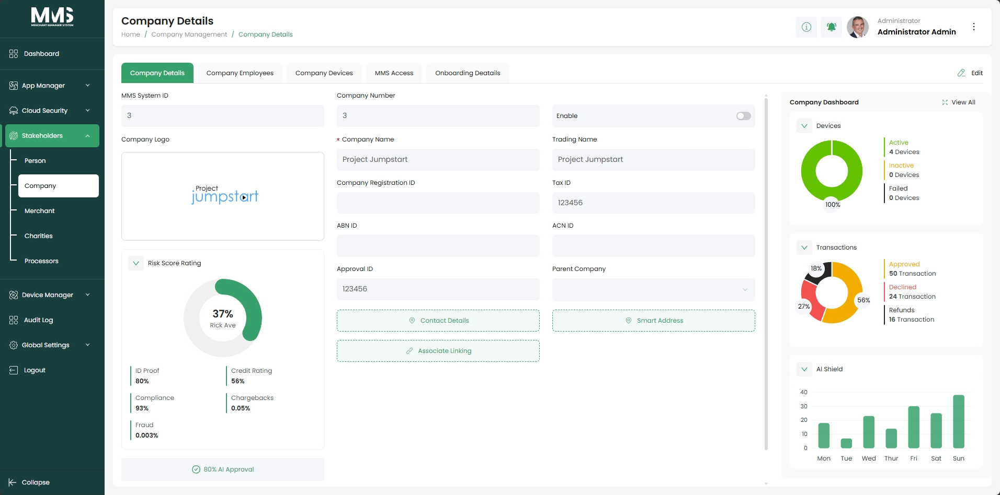 MMS
MERCHANT MANAGER SYSTEM
Dashboard
App Manager
Cloud Security
Stakeholders
Person
Company
Merchant
Charities
Processors
Device Manager
Audit Log
Global Settings
Logout
Collapse
Company Details
Home / Company Management / Company Details
Administrator
Administrator Admin
Company Details
Company Employees
Company Devices
MMS Access
Onboarding Deatails
Edit
MMS System ID
3
Company Number
3
Enable
Company Logo
Project
jumpstart
* Company Name
Project Jumpstart
Trading Name
Project Jumpstart
Company Registration ID
Tax ID
123456
ABN ID
ACN ID
Approval ID
123456
Parent Company
Contact Details
Smart Address
Associate Linking
Risk Score Rating
37%
Rick Ave
ID Proof
80%
Credit Rating
56%
Compliance
93%
Chargebacks
0.05%
Fraud
0.003%
80% AI Approval
Company Dashboard
View All
Devices
100%
Active
4 Devices
Inactive
0 Devices
Failed
0 Devices
Transactions
18%
56%
27%
Approved
50 Transaction
Declined
24 Transaction
Refunds
16 Transaction
AI Shield
40
30
20
10
0
Mon Tue Wed Thur Fri Sat Sun